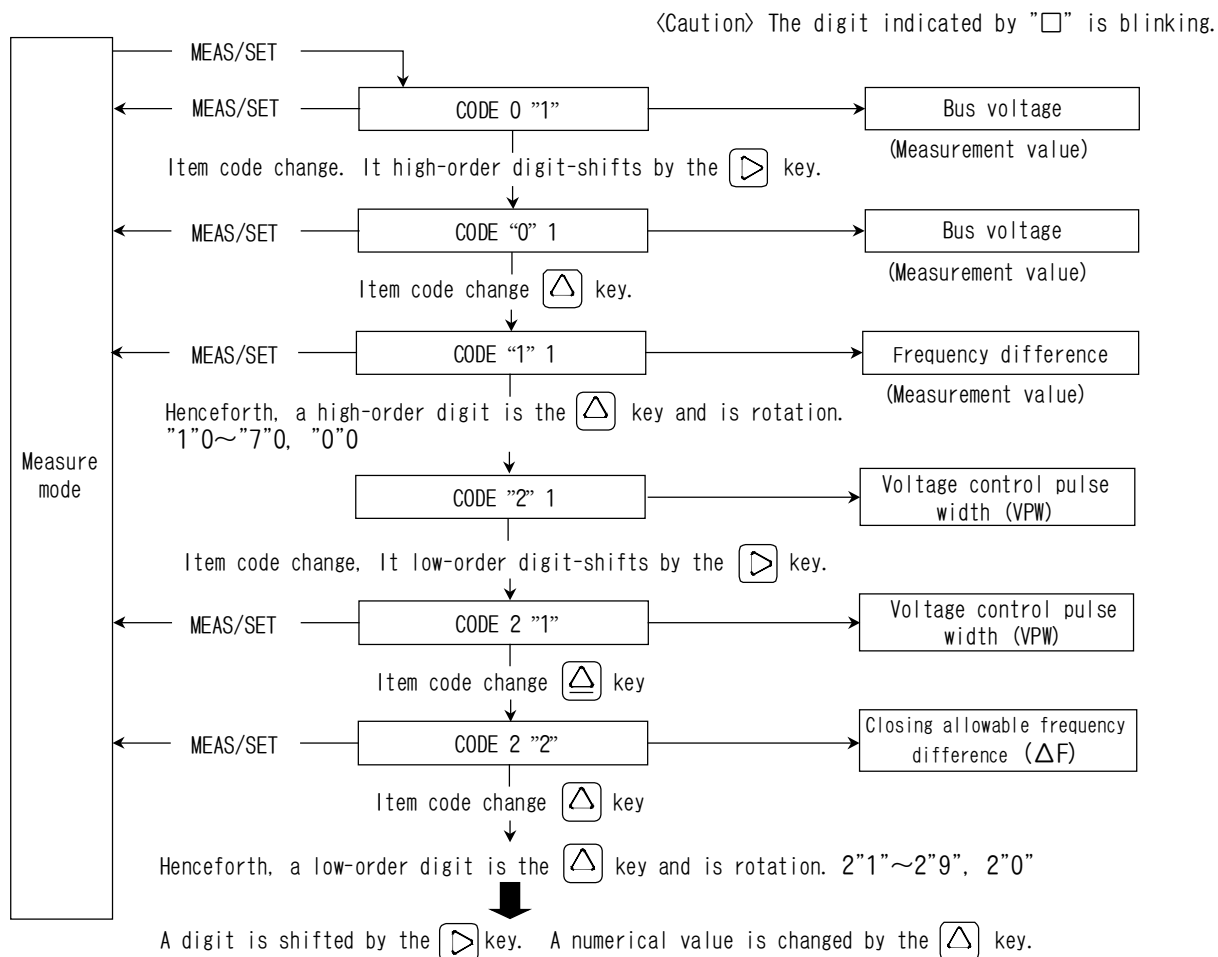 〈Caution〉 The digit indicated by "□" is blinking.
MEAS/SET
MEAS/SET
CODE 0 ”1”
Bus voltage
(Measurement value)
Item code change. It high-order digit-shifts by the ▷ key.
MEAS/SET
CODE “0” 1
Bus voltage
(Measurement value)
Item code change △ key.
MEAS/SET
CODE “1” 1
Frequency difference
(Measurement value)
Henceforth, a high-order digit is the △ key and is rotation.
"1"0～"7"0, "0"0
Measure
mode
CODE ”2” 1
Voltage control pulse
width (VPW)
Item code change, It low-order digit-shifts by the ▷ key.
MEAS/SET
CODE 2 ”1”
Voltage control pulse
width (VPW)
Item code change △ key
MEAS/SET
CODE 2 ”2”
Closing allowable frequency
difference (ΔF)
Item code change △ key
Henceforth, a low-order digit is the △ key and is rotation. 2”1”～2”9”, 2”0”
A digit is shifted by the ▷ key. A numerical value is changed by the △ key.